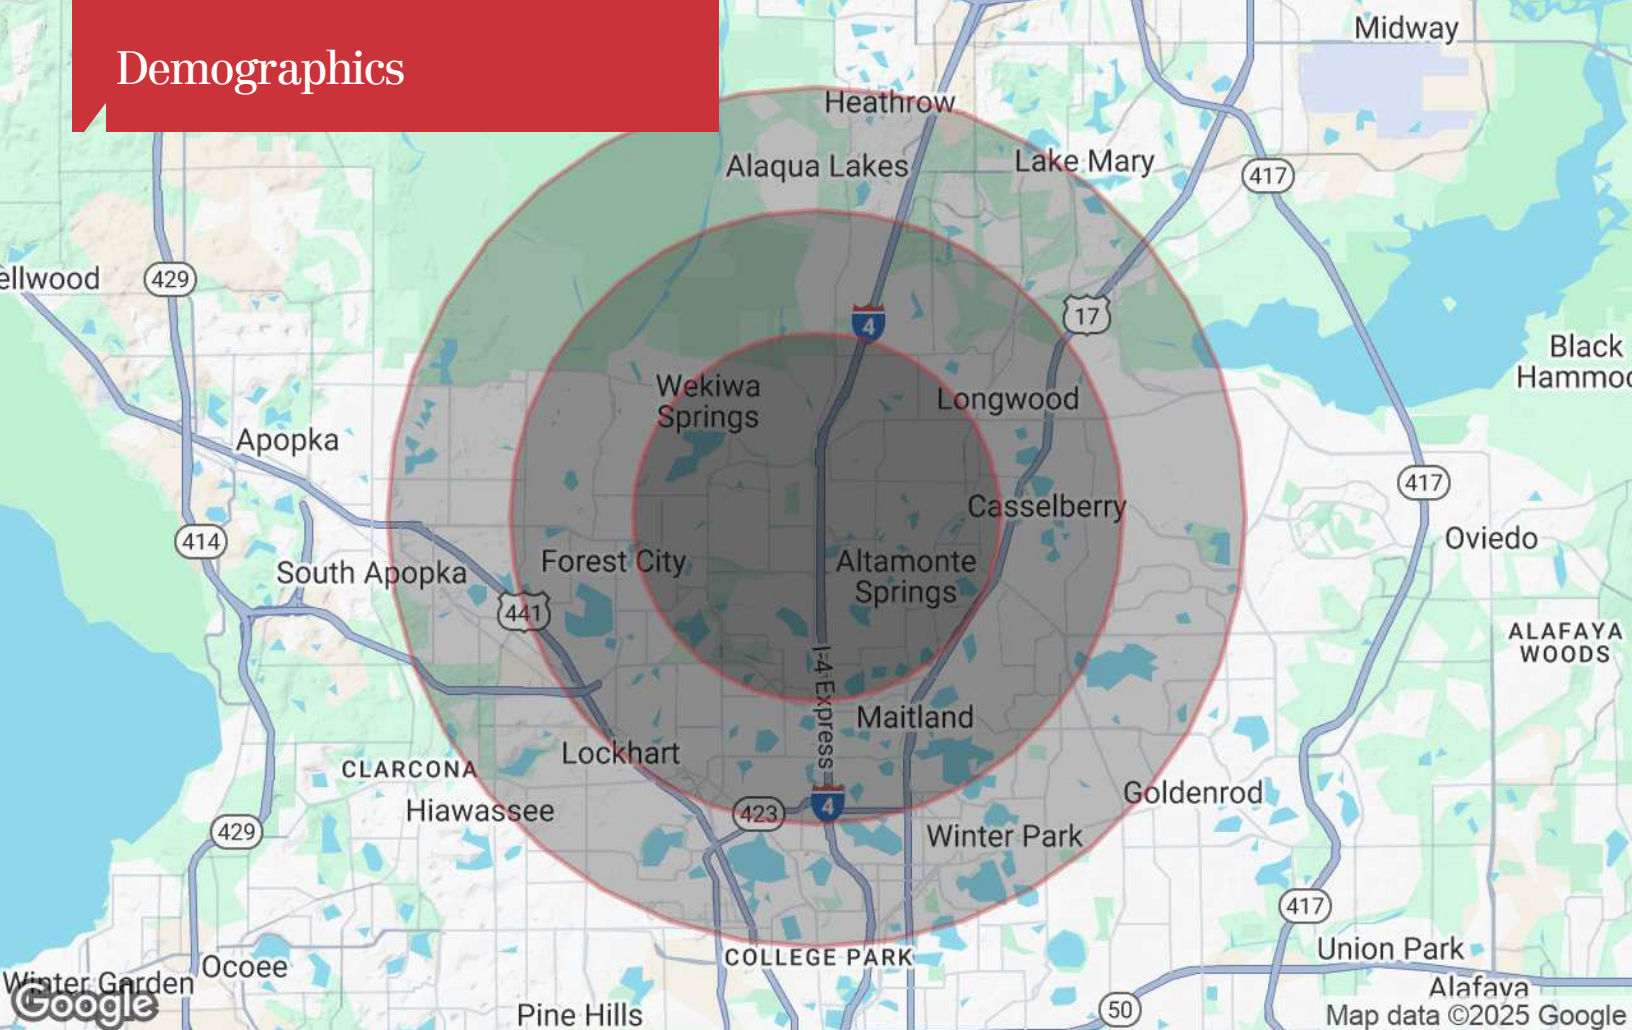 Demographics
Midway
Heathrow
Alaqua Lakes
Lake Mary
417
ellwood
429
4
17
Black
Hammoc
Wekiwa
Springs
Longwood
Apopka
417
Casselberry
414
Oviedo
Forest City
Altamonte
Springs
South Apopka
441
ALAFAYA
WOODS
I-4 Express
Maitland
Lockhart
CLARCONA
Goldenrod
Hiawassee
423
4
429
Winter Park
417
COLLEGE PARK
Union Park
Ocoee
Winter Garden
Alafaya
Google
Pine Hills
50
Map data ©2025 Google